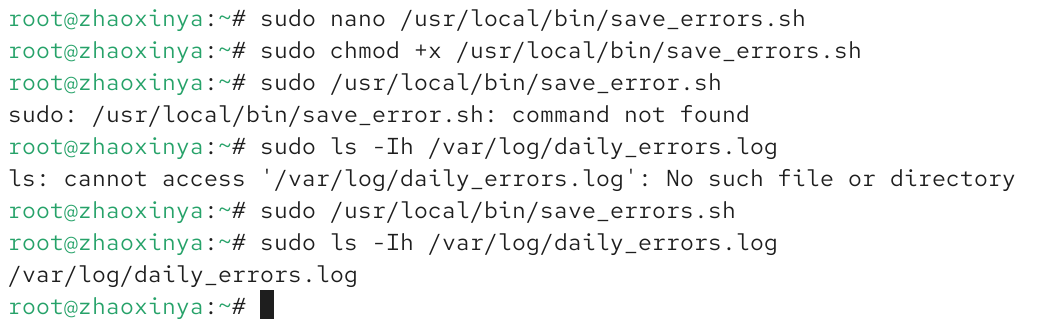 root@zhaoxinya:~# sudo nano /usr/local/bin/save_errors.sh
root@zhaoxinya:~# sudo chmod +x /usr/local/bin/save_errors.sh
root@zhaoxinya:~# sudo /usr/local/bin/save_error.sh
sudo: /usr/local/bin/save_error.sh: command not found
root@zhaoxinya:~# sudo ls -Ih /var/log/daily_errors.log
ls: cannot access '/var/log/daily_errors.log': No such file or directory
root@zhaoxinya:~# sudo /usr/local/bin/save_errors.sh
root@zhaoxinya:~# sudo ls -Ih /var/log/daily_errors.log
/var/log/daily_errors.log
root@zhaoxinya:~#